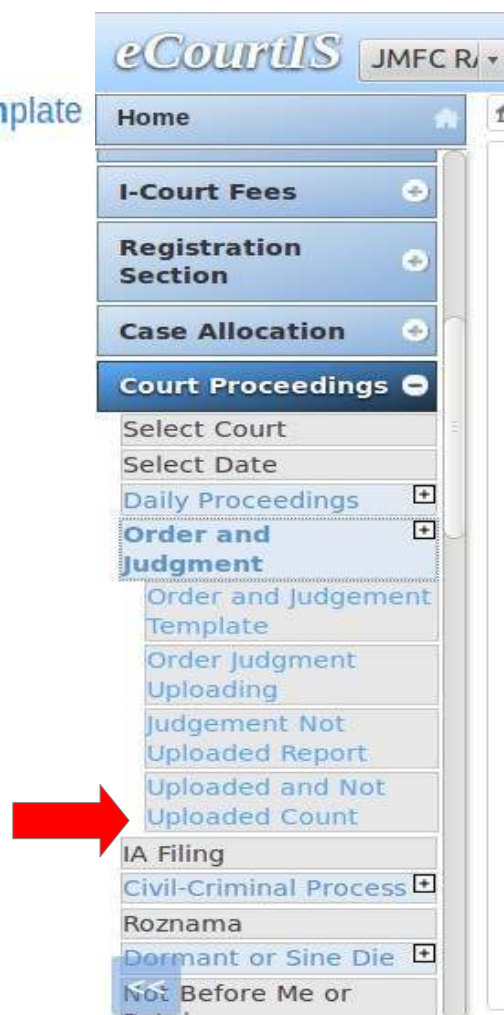 eCourtIS
JMFC RA
nplate
Home
I-Court Fees
Registration
Section
Case Allocation
Court Proceedings
Select Court
Select Date
Daily Proceedings
Order and
Judgment
Order and Judgement
Template
Order Judgment
Uploading
Judgement Not
Uploaded Report
Uploaded and Not
Uploaded Count
IA Filing
Civil-Criminal Process
Roznama
Dormant or Sine Die
<<
Not Before Me or